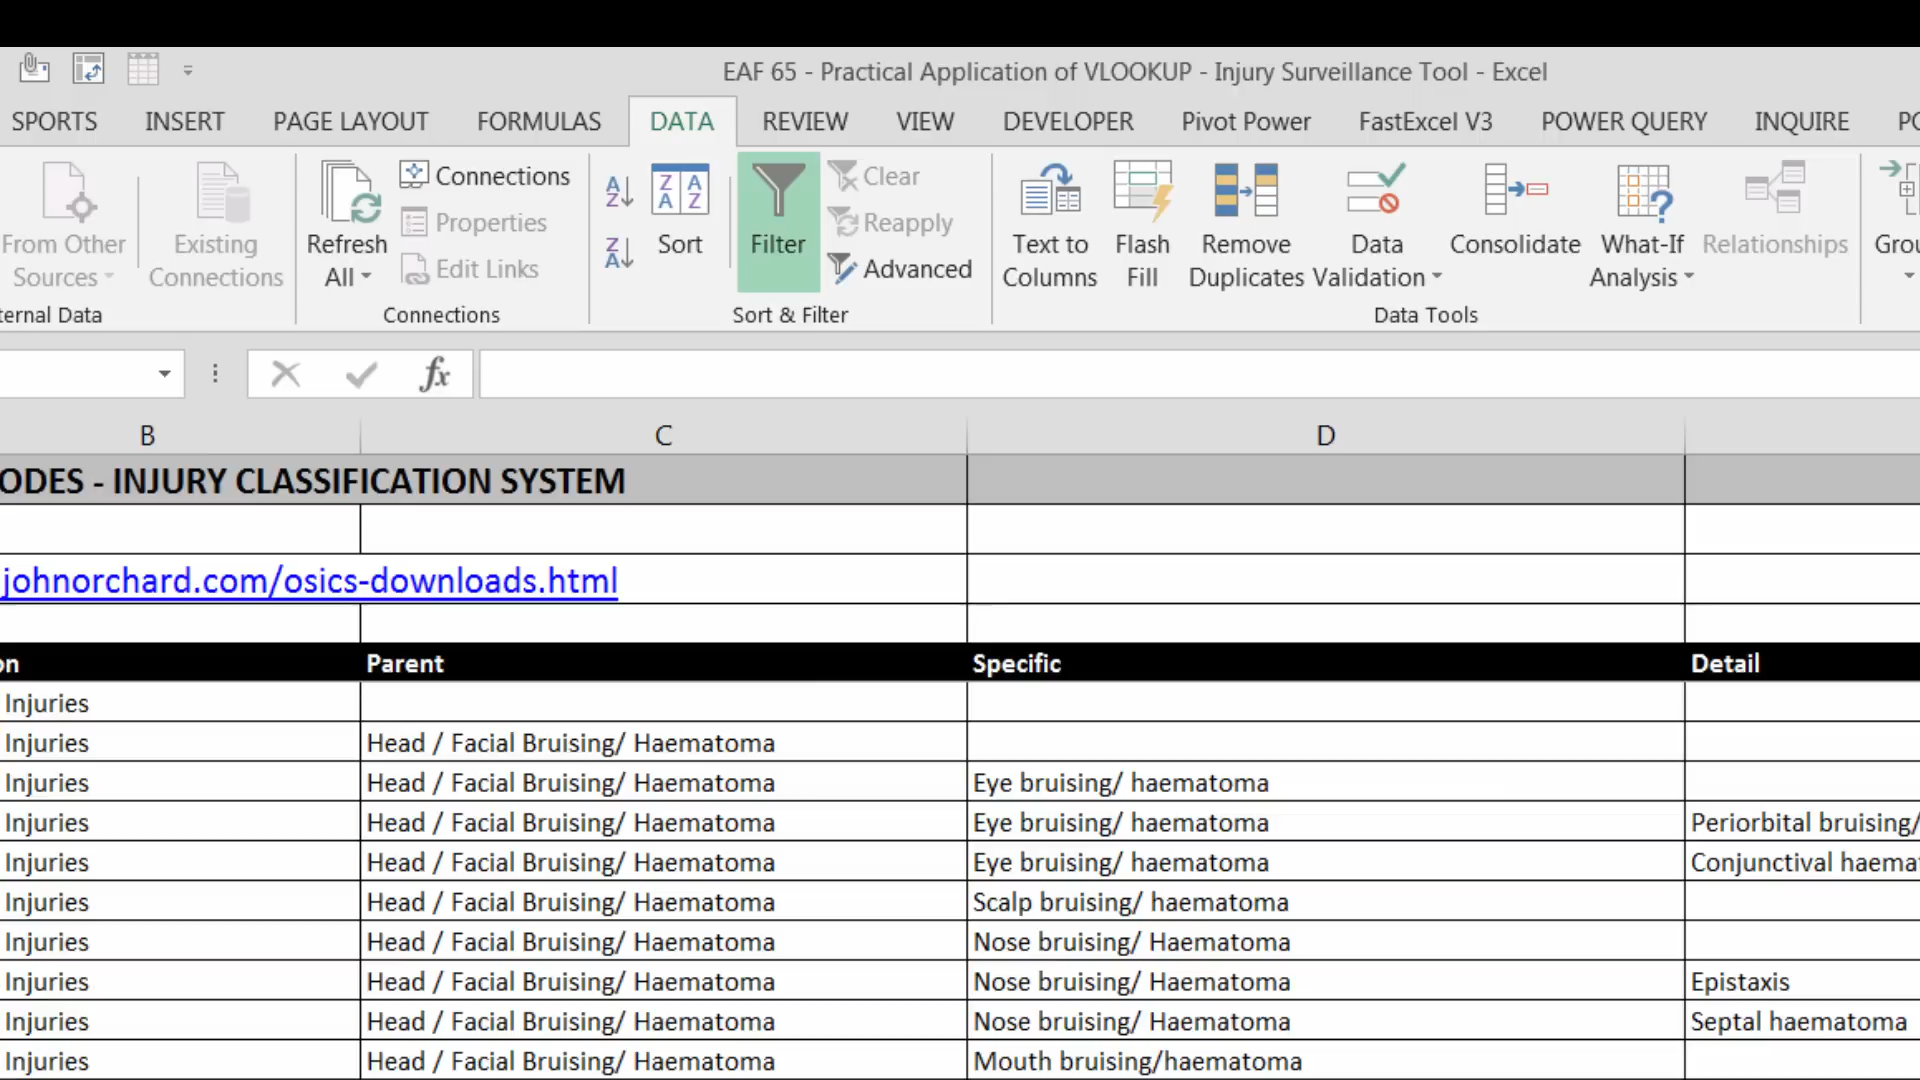 EAF 65 - Practical Application of VLOOKUP - Injury Surveillance Tool - Excel
SPORTS INSERT PAGE LAYOUT FORMULAS DATA REVIEW VIEW DEVELOPER Pivot Power FastExcel V3 POWER QUERY INQUIRE
From Other Sources
Existing Connections
Refresh All
Connections
Properties
Edit Links
Sort
Filter
Clear
Reapply
Advanced
Text to Columns
Flash Fill
Remove Duplicates
Data Validation
Consolidate
What-If Analysis
Relationships
ternal Data Connections Sort & Filter Data Tools
fx
B C D
ODES - INJURY CLASSIFICATION SYSTEM
johnorchard.com/osics-downloads.html
on Parent Specific Detail
Injuries
Injuries Head / Facial Bruising/ Haematoma
Injuries Head / Facial Bruising/ Haematoma Eye bruising/ haematoma
Injuries Head / Facial Bruising/ Haematoma Eye bruising/ haematoma Periorbital bruising/
Injuries Head / Facial Bruising/ Haematoma Eye bruising/ haematoma Conjunctival haema
Injuries Head / Facial Bruising/ Haematoma Scalp bruising/ haematoma
Injuries Head / Facial Bruising/ Haematoma Nose bruising/ Haematoma
Injuries Head / Facial Bruising/ Haematoma Nose bruising/ Haematoma Epistaxis
Injuries Head / Facial Bruising/ Haematoma Nose bruising/ Haematoma Septal haematoma
Injuries Head / Facial Bruising/ Haematoma Mouth bruising/haematoma